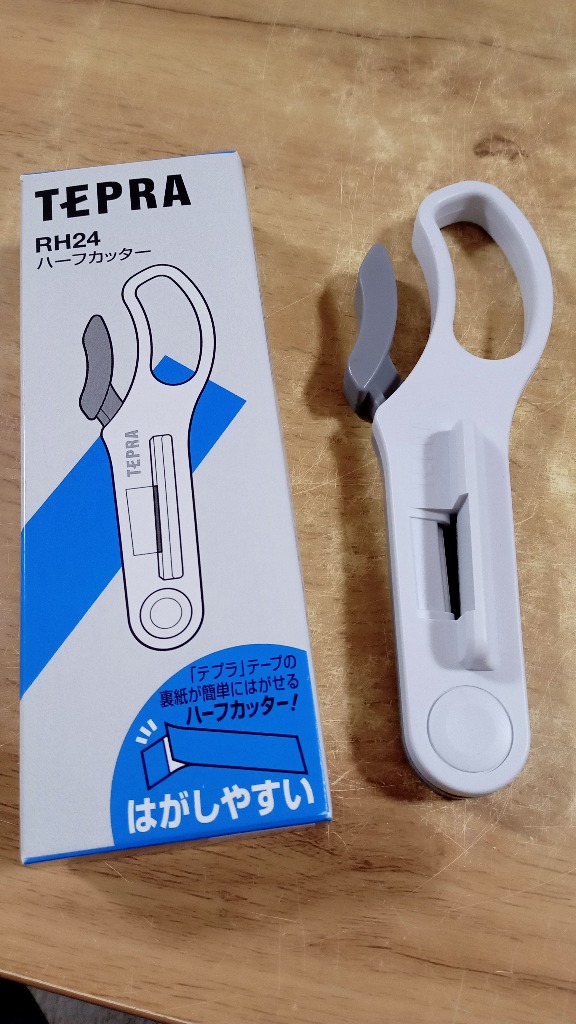 TEPRA
RH24
ハーフカッター
TEPRA
「テプラ」テープの
裏紙が簡単にはがせる
ハーフカッター!
はがしやすい